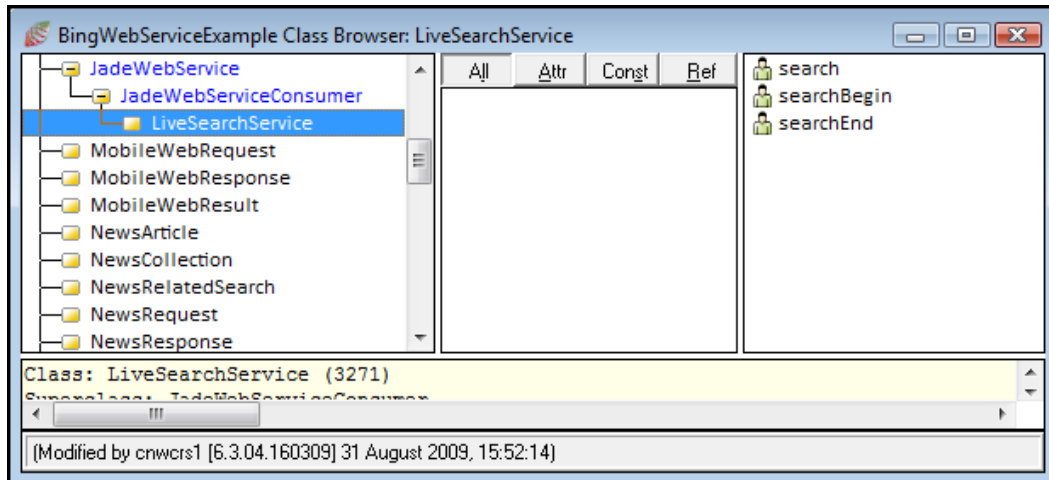 BingWebServiceExample Class Browser: LiveSearchService
JadeWebService
JadeWebServiceConsumer
LiveSearchService
MobileWebRequest
MobileWebResponse
MobileWebResult
NewsArticle
NewsCollection
NewsRelatedSearch
NewsRequest
NewsResponse
All Attr Const Ref
search
searchBegin
searchEnd
Class: LiveSearchService (3271)
Superclass: JadeWebServiceConsumer
(Modified by cnwcrs1 [6.3.04.160309] 31 August 2009, 15:52:14)